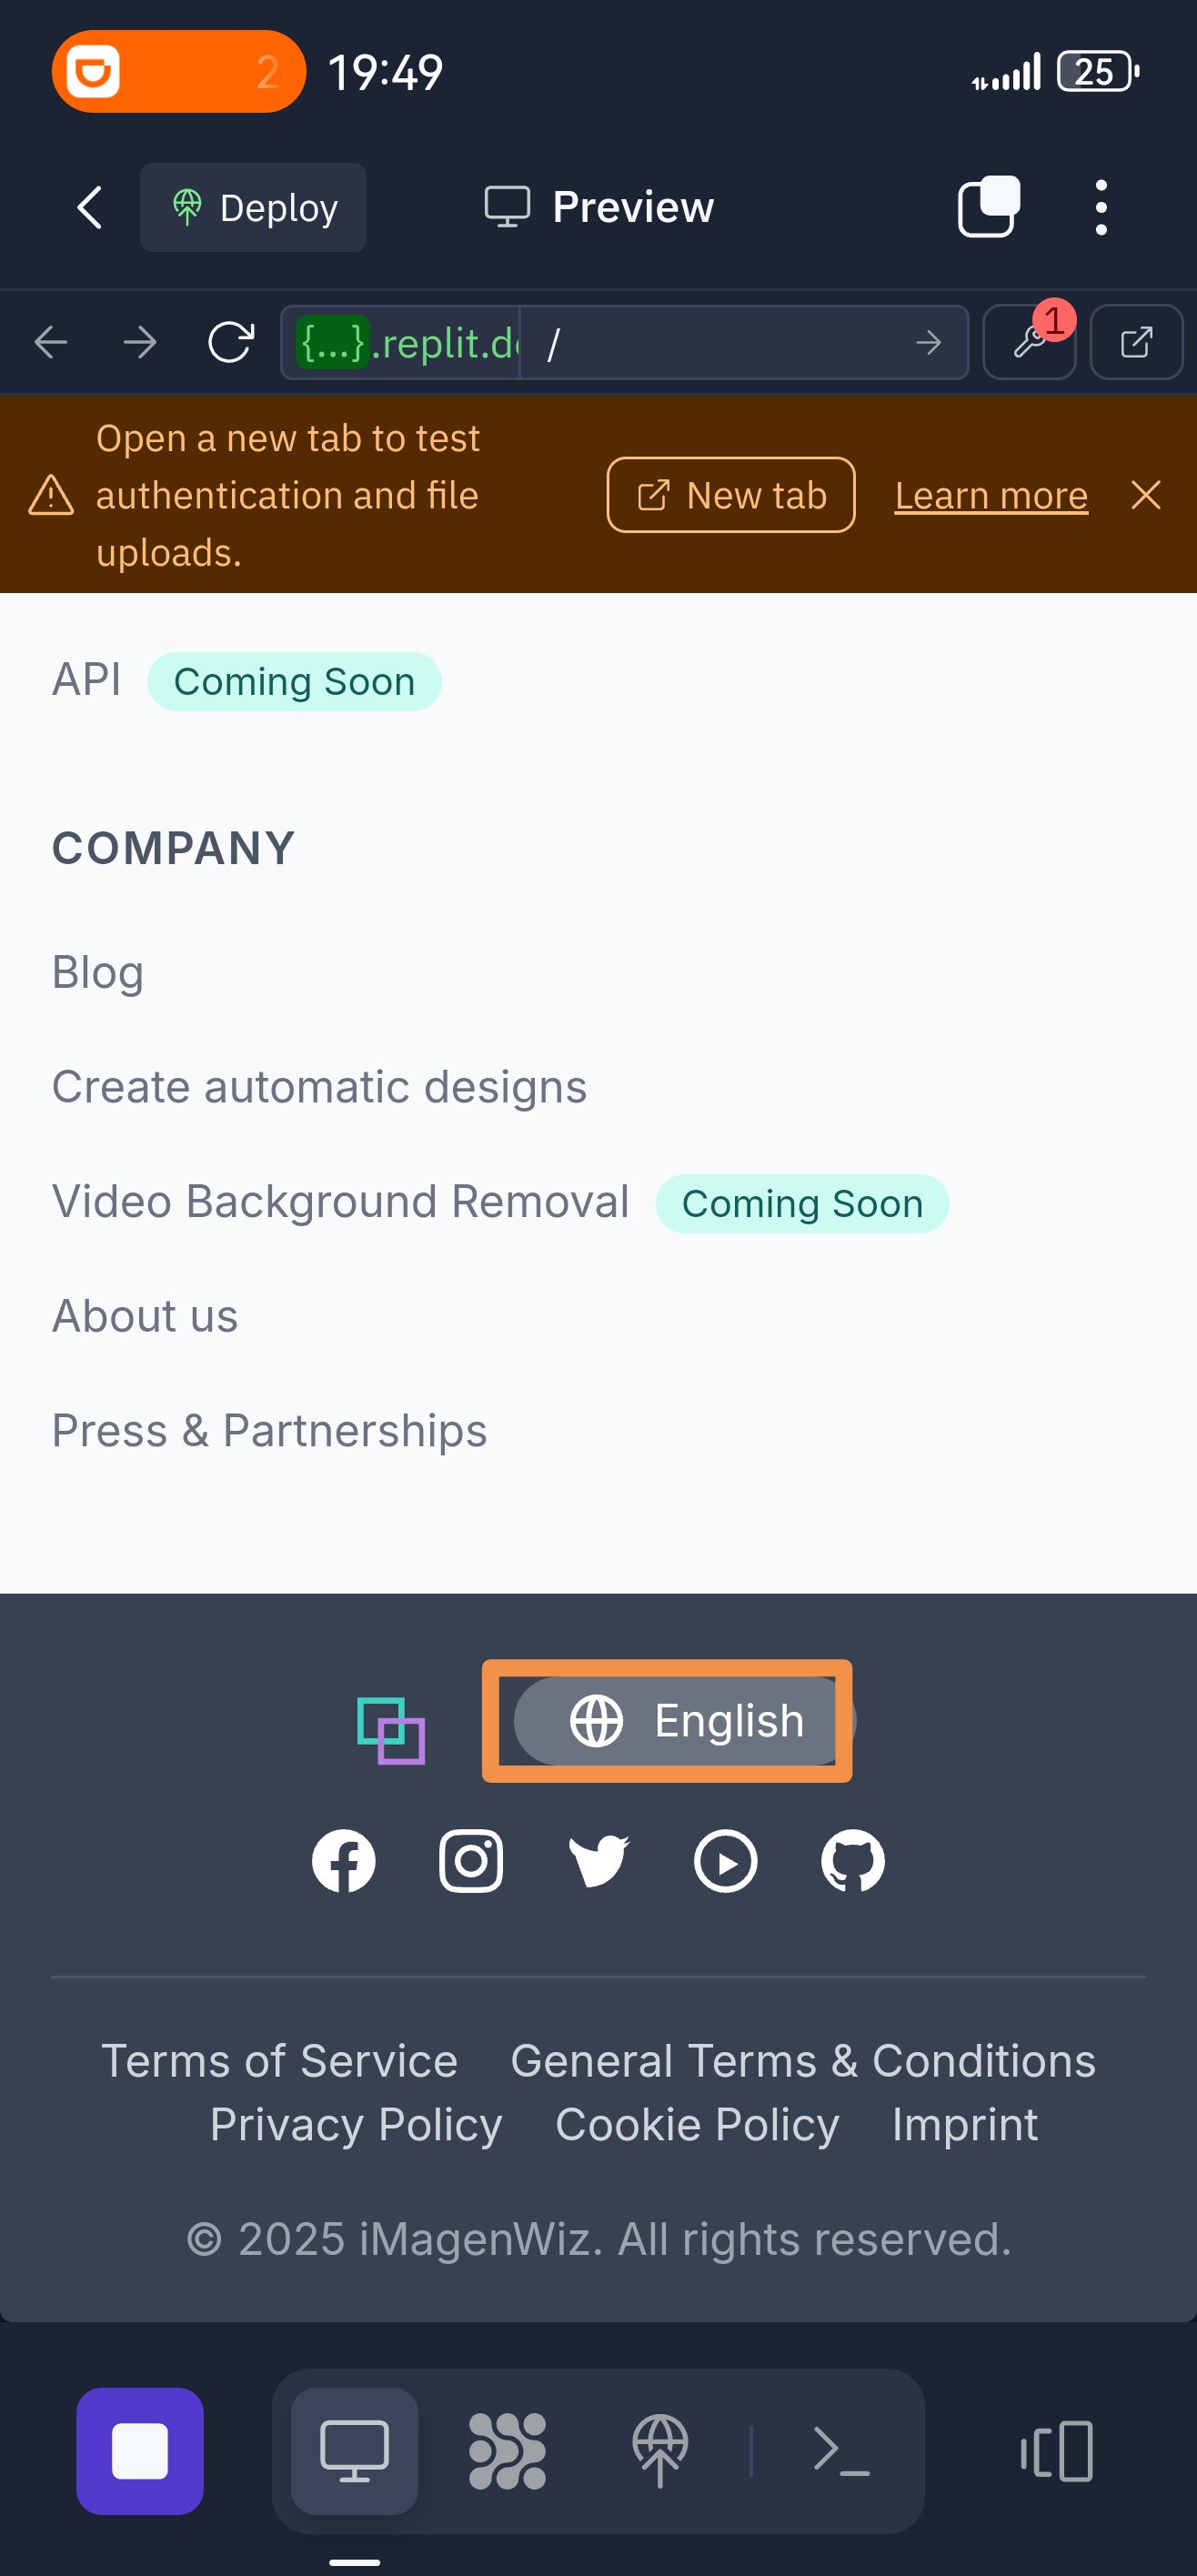 2
19:49
25
Deploy
Preview
{...}.replit.d
/
1
Open a new tab to test
authentication and file
uploads.
New tab
Learn more
API
Coming Soon
COMPANY
Blog
Create automatic designs
Video Background Removal
Coming Soon
About us
Press & Partnerships
English
Terms of Service
General Terms & Conditions
Privacy Policy
Cookie Policy
Imprint
© 2025 iMagenWiz. All rights reserved.